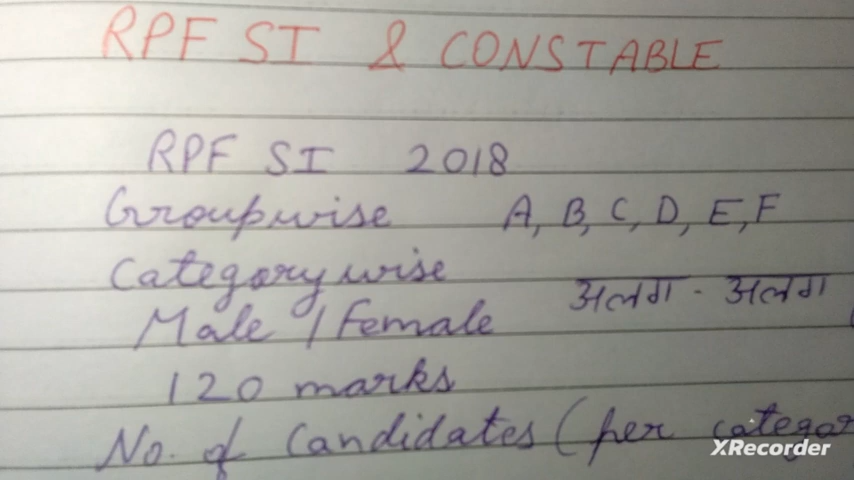 RPF SI & CONSTABLE
RPF SI 2018
Groupwise A, B, C, D, E, F
Categorywise
अलग - अलग
Male / Female
120 marks
No. of Candidates (per categor
XRecorder